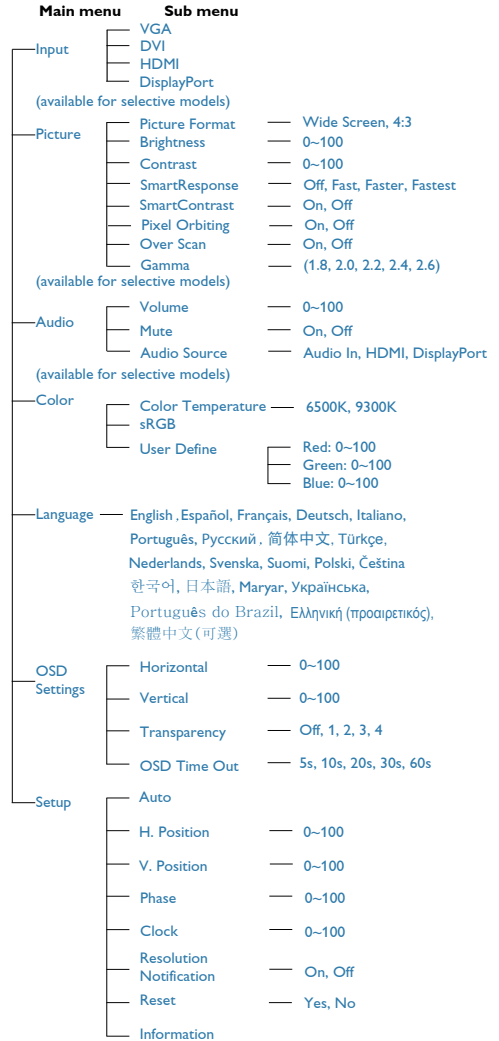 Main menu Sub menu
VGA
Input DVI
HDMI
DisplayPort
(available for selective models)
Picture Picture Format Wide Screen, 4:3
Brightness 0~100
Contrast 0~100
SmartResponse Off, Fast, Faster, Fastest
SmartContrast On, Off
Pixel Orbiting On, Off
Over Scan On, Off
Gamma (1.8, 2.0, 2.2, 2.4, 2.6)
(available for selective models)
Audio Volume 0~100
Mute On, Off
Audio Source Audio In, HDMI, DisplayPort
(available for selective models)
Color Color Temperature 6500K, 9300K
sRGB
User Define Red: 0~100
Green: 0~100
Blue: 0~100
Language English , Español, Français, Deutsch, Italiano,
Português, Русский , 简体中文, Türkçe,
Nederlands, Svenska, Suomi, Polski, Čeština
한국어, 日本語, Maryar, Українська,
Português do Brazil, Ελληνική (προαιρετικός),
繁體中文(可選)
OSD Settings Horizontal 0~100
Vertical 0~100
Transparency Off, 1, 2, 3, 4
OSD Time Out 5s, 10s, 20s, 30s, 60s
Setup Auto
H. Position 0~100
V. Position 0~100
Phase 0~100
Clock 0~100
Resolution
Notification On, Off
Reset Yes, No
Information